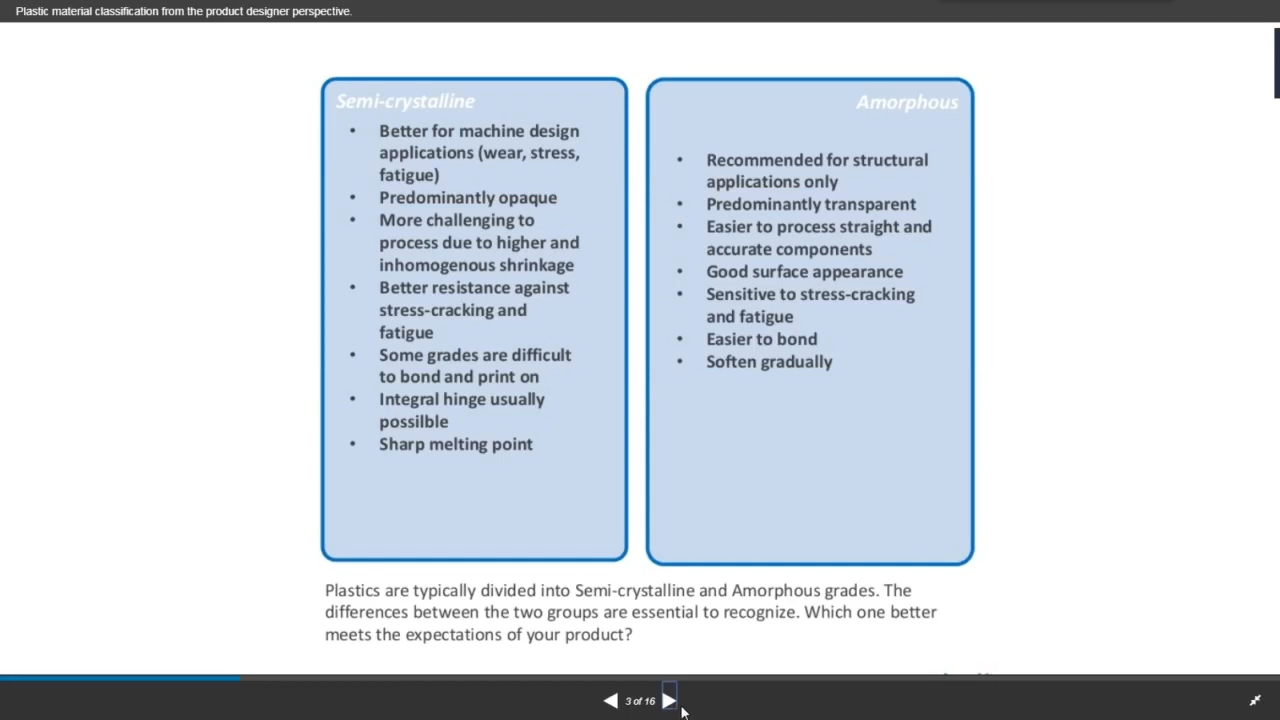 Plastic material classification from the product designer perspective.
Semi-crystalline
• Better for machine design
applications (wear, stress,
fatigue)
• Predominantly opaque
• More challenging to
process due to higher and
inhomogenous shrinkage
• Better resistance against
stress-cracking and
fatigue
• Some grades are difficult
to bond and print on
• Integral hinge usually
possilble
• Sharp melting point
Amorphous
• Recommended for structural
applications only
• Predominantly transparent
• Easier to process straight and
accurate components
• Good surface appearance
• Sensitive to stress-cracking
and fatigue
• Easier to bond
• Soften gradually
Plastics are typically divided into Semi-crystalline and Amorphous grades. The
differences between the two groups are essential to recognize. Which one better
meets the expectations of your product?
3 of 16